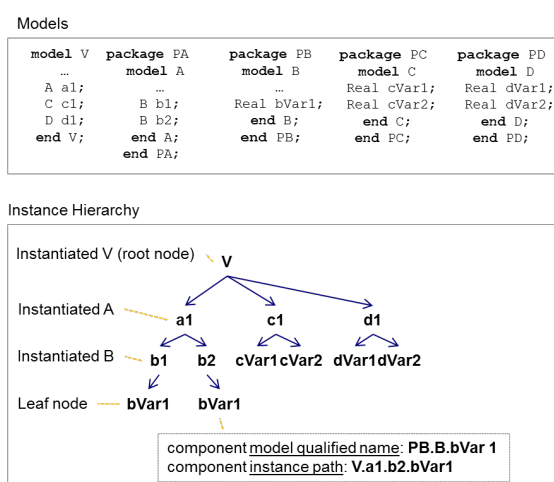 Models
model V package PA package PB package PC package PD
… model A model B model C model D
A a1; … … Real cVar1; Real dVar1;
C c1; B b1; Real bVar1; Real cVar2; Real dVar2;
D d1; B b2; end B; end C; end D;
end V; end A; end PB; end PC; end PD;
end PA;
Instance Hierarchy
Instantiated V (root node) V
Instantiated A a1 c1 d1
Instantiated B b1 b2 cVar1 cVar2 dVar1 dVar2
Leaf node bVar1 bVar1
component model qualified name: PB.B.bVar 1
component instance path: V.a1.b2.bVar1